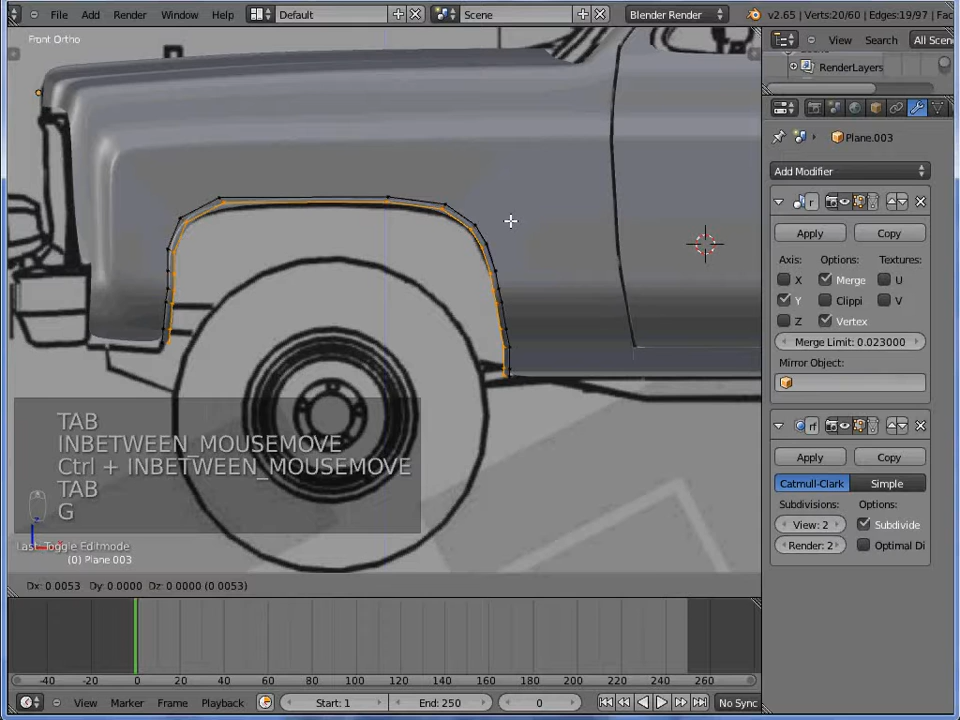 File Add Render Window Help Default Scene Blender Render v2.65 | Verts:20/60 | Edges:19/97 | Fac
Front Ortho
View Search All Scen
RenderLayers
Plane.003
Add Modifier
Apply Copy
Axis: Options: Textures:
X Merge U
Y Clippi V
Z Vertex
Merge Limit: 0.023000
Mirror Object:
Apply Copy
Catmull-Clark Simple
Subdivisions: Options:
View: 2 Subdivide
Render: 2 Optimal Di
TAB
INBETWEEN_MOUSEMOVE
Ctrl + INBETWEEN_MOUSEMOVE
TAB
G
Last: Toggle Editmode
(0) Plane.003
Dx: 0.0053 Dy: 0.0000 Dz: 0.0000 (0.0053)
-40 -20 0 20 40 60 80 100 120 140 160 180 200 220 240 260
View Marker Frame Playback Start: 1 End: 250 0 No Sync